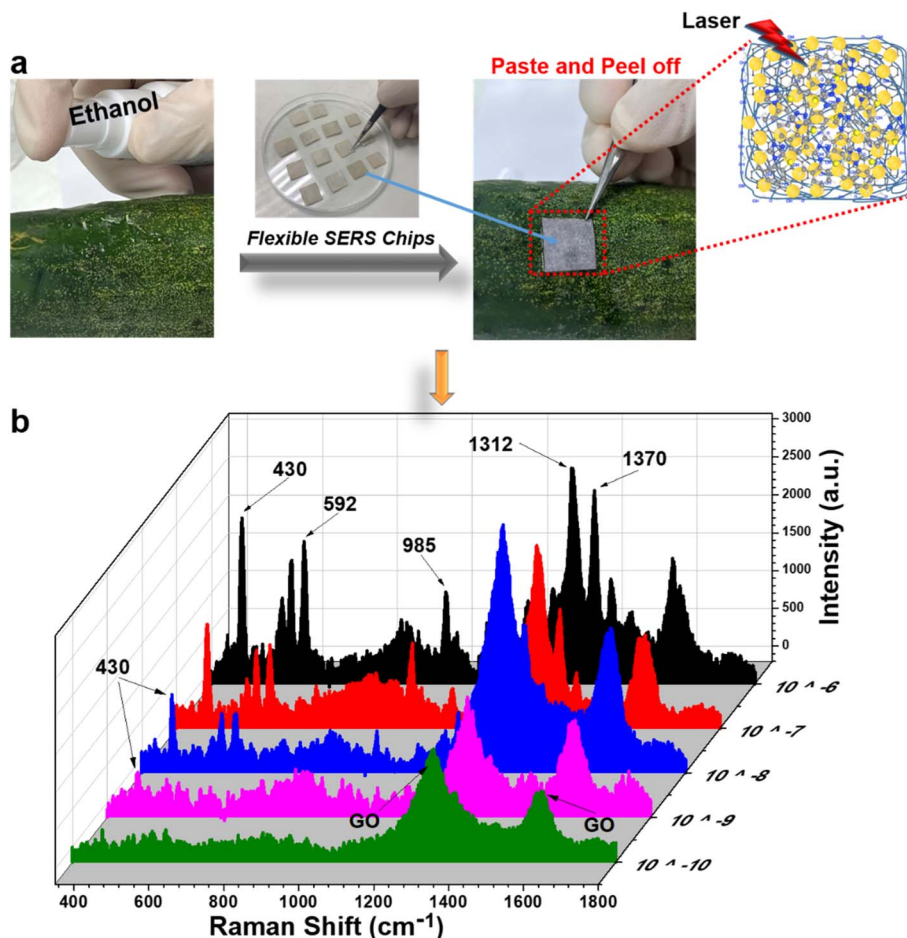 Laser
a
Paste and Peel off
Ethanol
Flexible SERS Chips
b
3000
2500
2000
1500
1000
500
0
Intensity (a.u.)
1312
1370
430
592
985
430
GO
GO
10 ^ -6
10 ^ -7
10 ^ -8
10 ^ -9
10 ^ -10
400 600 800 1000 1200 1400 1600 1800
Raman Shift (cm⁻¹)